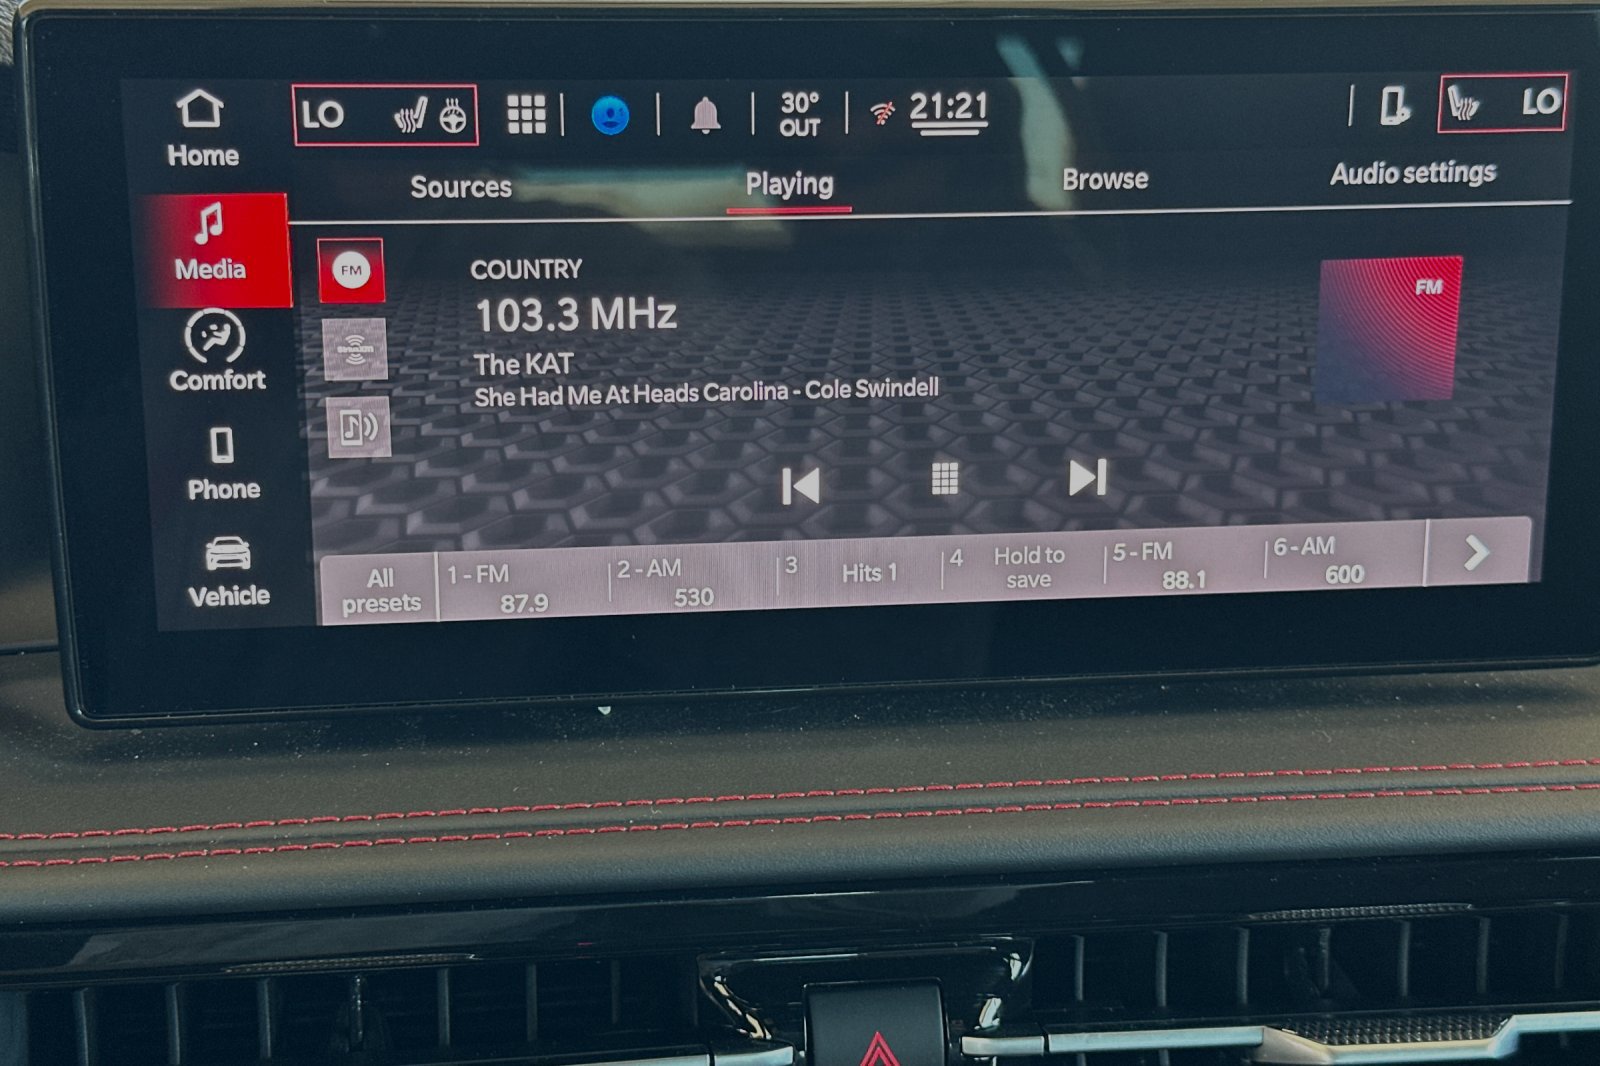 LO
30°
OUT
21:21
LO
Home
Sources
Playing
Browse
Audio settings
Media
FM
COUNTRY
103.3 MHz
The KAT
She Had Me At Heads Carolina - Cole Swindell
FM
SiriusXM
Comfort
Phone
Vehicle
All
presets
1 - FM
87.9
2 - AM
530
3
Hits 1
4
Hold to
save
5 - FM
88.1
6 - AM
600